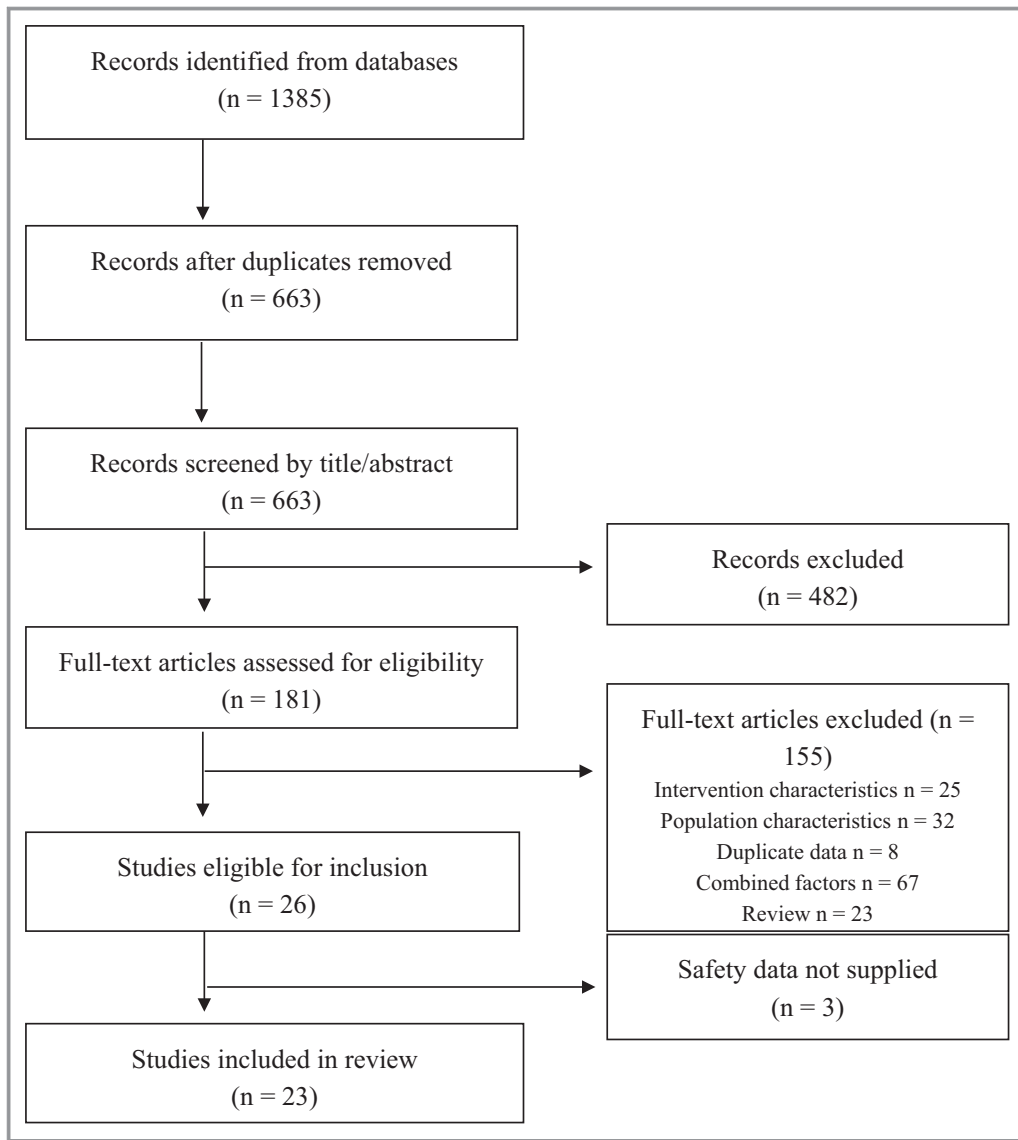 Records identified from databases
(n = 1385)
Records after duplicates removed
(n = 663)
Records screened by title/abstract
(n = 663)
Records excluded
(n = 482)
Full-text articles assessed for eligibility
(n = 181)
Full-text articles excluded (n =
155)
Intervention characteristics n = 25
Population characteristics n = 32
Duplicate data n = 8
Combined factors n = 67
Review n = 23
Studies eligible for inclusion
(n = 26)
Safety data not supplied
(n = 3)
Studies included in review
(n = 23)